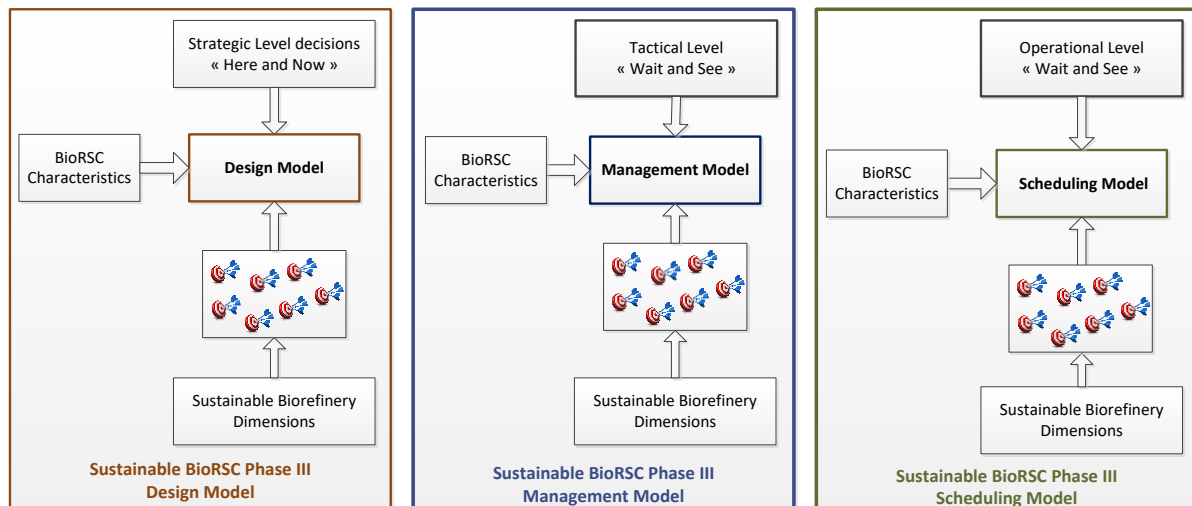 Strategic Level decisions
« Here and Now »
BioRSC
Characteristics
Design Model
Sustainable Biorefinery
Dimensions
Sustainable BioRSC Phase III
Design Model
Tactical Level
« Wait and See »
BioRSC
Characteristics
Management Model
Sustainable Biorefinery
Dimensions
Sustainable BioRSC Phase III
Management Model
Operational Level
« Wait and See »
BioRSC
Characteristics
Scheduling Model
Sustainable Biorefinery
Dimensions
Sustainable BioRSC Phase III
Scheduling Model